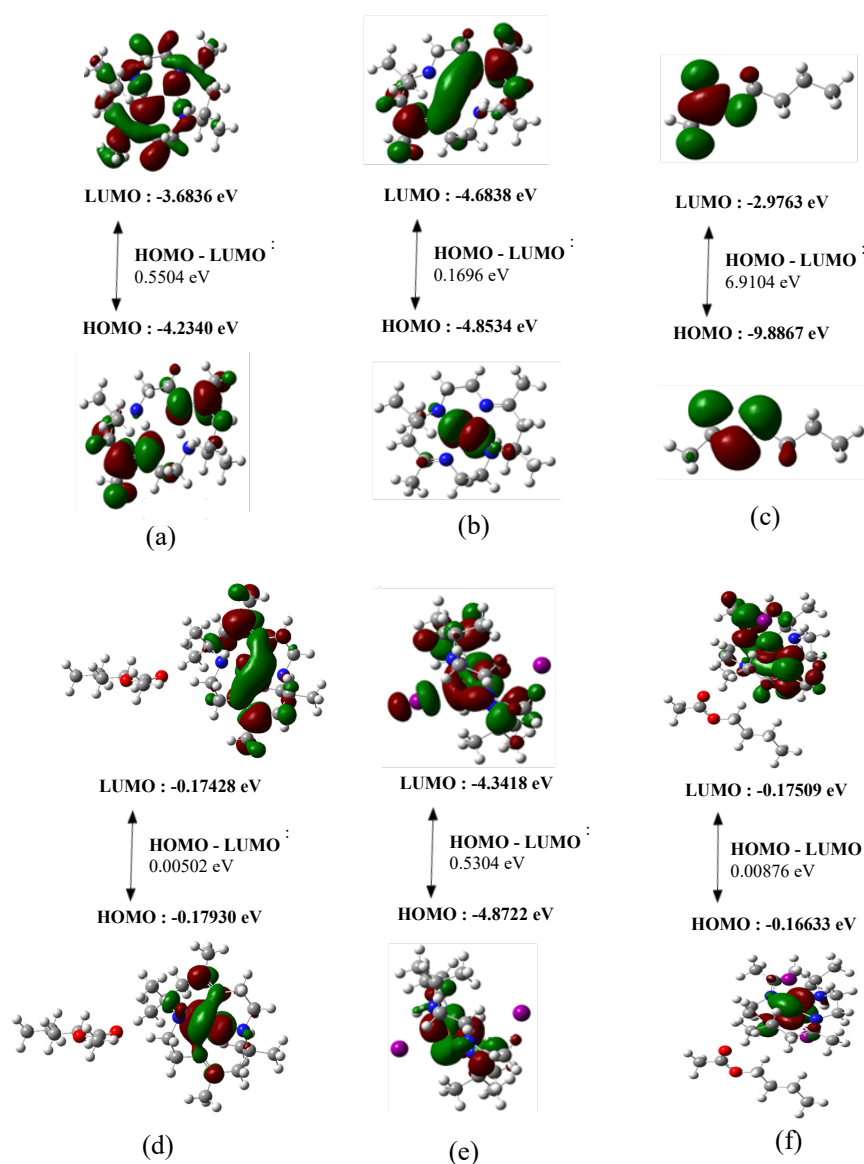 LUMO : -3.6836 eV
HOMO - LUMO :
0.5504 eV
HOMO : -4.2340 eV
(a)
LUMO : -4.6838 eV
HOMO - LUMO :
0.1696 eV
HOMO : -4.8534 eV
(b)
LUMO : -2.9763 eV
HOMO - LUMO :
6.9104 eV
HOMO : -9.8867 eV
(c)
LUMO : -0.17428 eV
HOMO - LUMO :
0.00502 eV
HOMO : -0.17930 eV
(d)
LUMO : -4.3418 eV
HOMO - LUMO :
0.5304 eV
HOMO : -4.8722 eV
(e)
LUMO : -0.17509
HOMO - LUMO
0.00876 eV
HOMO : -0.16633
(f)